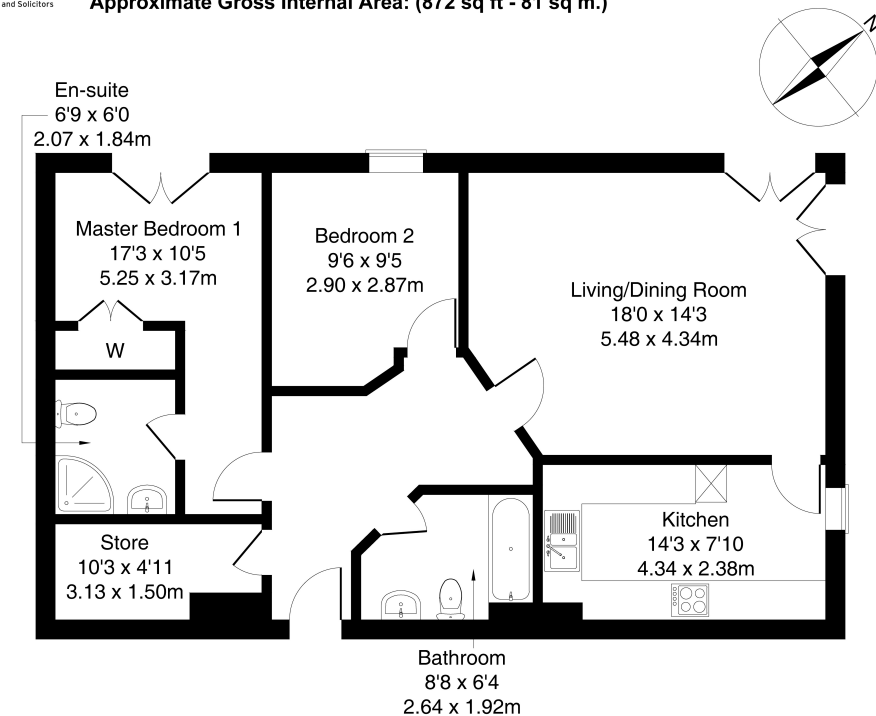 and Solicitors
Approximate Gross Internal Area: (872 sq ft - 81 sq m.)
N
En-suite
6'9 x 6'0
2.07 x 1.84m
Master Bedroom 1
17'3 x 10'5
5.25 x 3.17m
Bedroom 2
9'6 x 9'5
2.90 x 2.87m
Living/Dining Room
18'0 x 14'3
5.48 x 4.34m
W
Store
10'3 x 4'11
3.13 x 1.50m
Kitchen
14'3 x 7'10
4.34 x 2.38m
Bathroom
8'8 x 6'4
2.64 x 1.92m